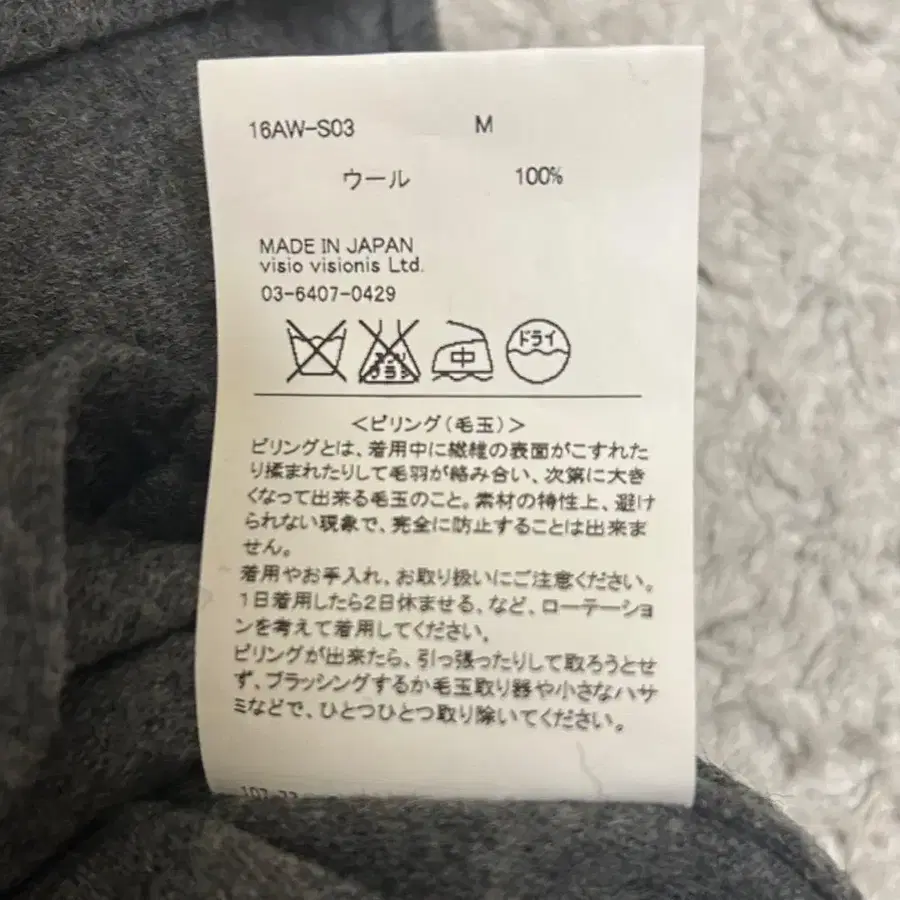 16AW-S03 M
ウール 100%
MADE IN JAPAN
visio visionis Ltd.
03-6407-0429
エンソ
中
ドライ
ブラシ
<ピリング(毛玉)>
ピリングとは、着用中に繊維の表面がこすれた
り揉まれたりして毛羽が絡み合い、次第に大き
くなって出来る毛玉のこと。素材の特性上、避け
られない現象で、完全に防止することは出来ま
せん。
着用やお手入れ、お取り扱いにご注意ください。
1日着用したら2日休ませる、など、ローテーショ
ンを考えて着用してください。
ピリングが出来たら、引っ張ったりして取ろうとせ
ず、ブラッシングするか毛玉取り器や小さなハサ
ミなどで、ひとつひとつ取り除いてください。